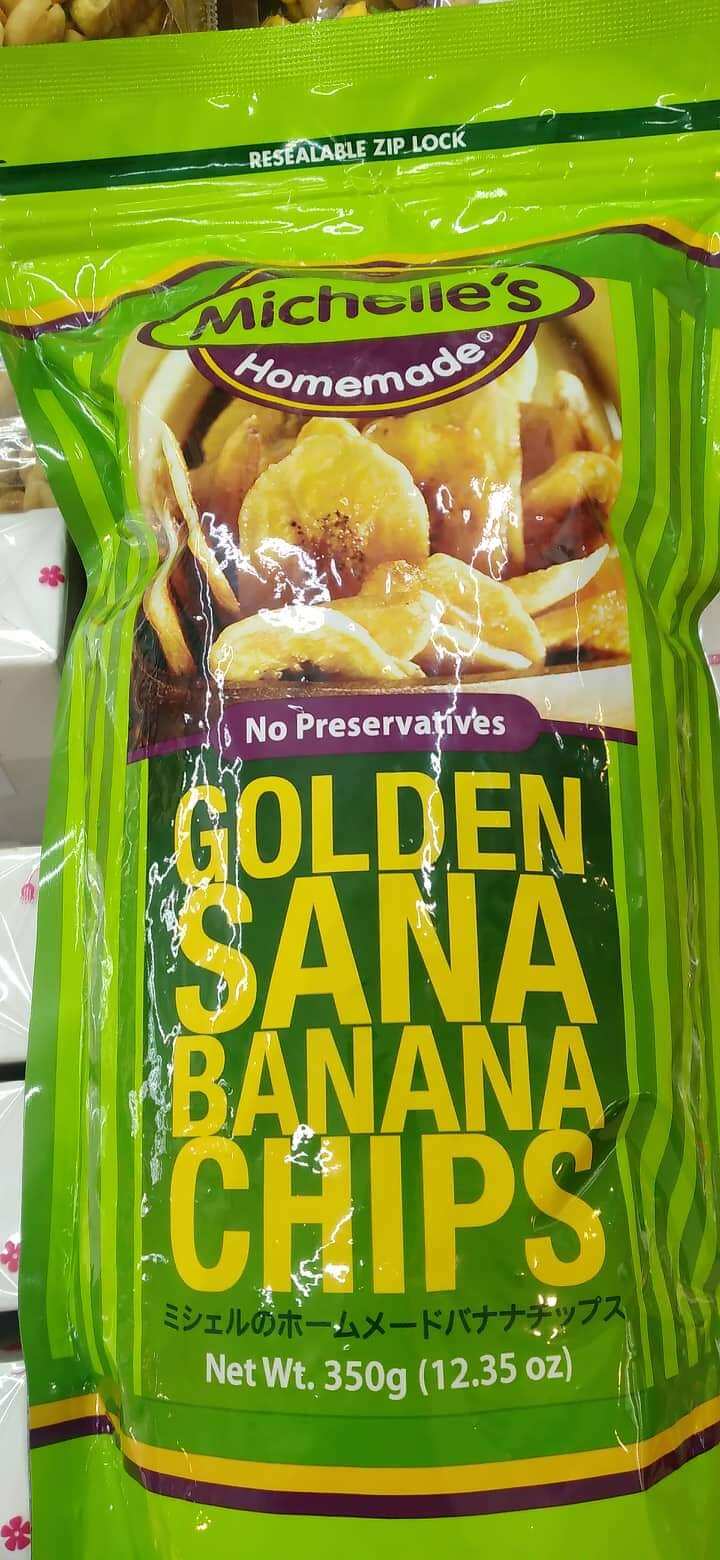 RESEALABLE ZIP LOCK
Michelle's
Homemade®
No Preservatives
GOLDEN
SANA
BANANA
CHIPS
ミシェルのホームメードバナナチップス
Net Wt. 350g (12.35 oz)